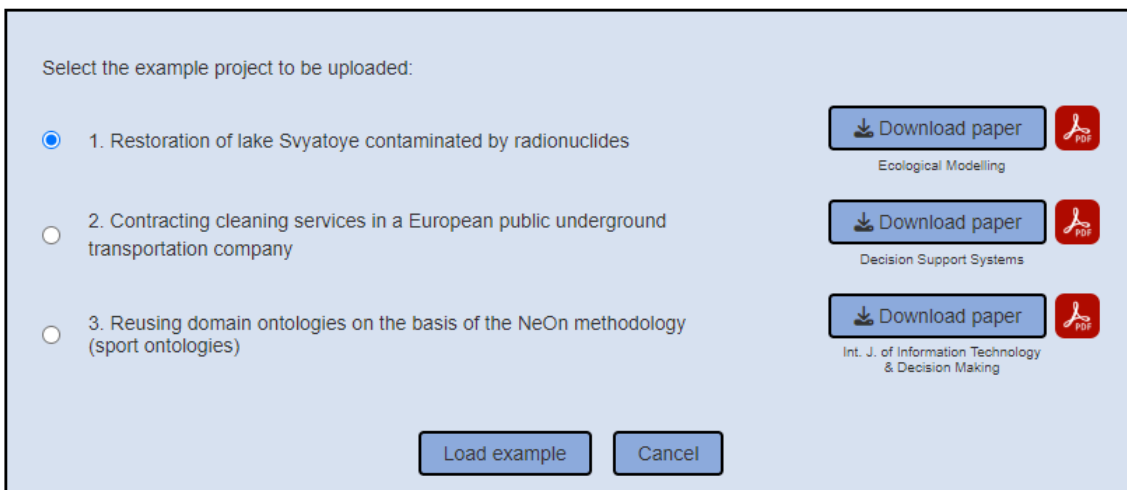 Select the example project to be uploaded:
1. Restoration of lake Svyatoye contaminated by radionuclides
Download paper
PDF
Ecological Modelling
2. Contracting cleaning services in a European public underground
transportation company
Download paper
PDF
Decision Support Systems
3. Reusing domain ontologies on the basis of the NeOn methodology
(sport ontologies)
Download paper
PDF
Int. J. of Information Technology
& Decision Making
Load example
Cancel